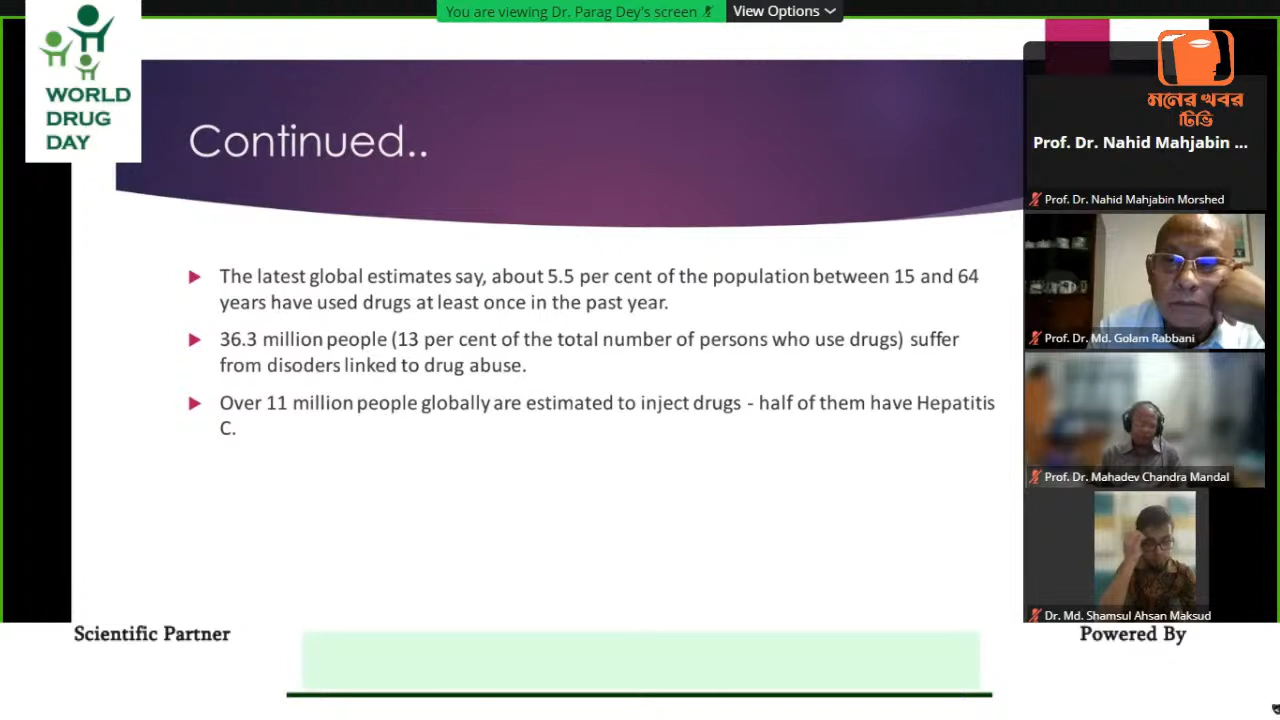 You are viewing Dr. Parag Dey's screen
View Options
WORLD
DRUG
DAY
Continued..
The latest global estimates say, about 5.5 per cent of the population between 15 and 64
years have used drugs at least once in the past year.
36.3 million people (13 per cent of the total number of persons who use drugs) suffer
from disoders linked to drug abuse.
Over 11 million people globally are estimated to inject drugs - half of them have Hepatitis
C.
মনের খবর
টিভি
Prof. Dr. Nahid Mahjabin ...
Prof. Dr. Nahid Mahjabin Morshed
Prof. Dr. Md. Golam Rabbani
Prof. Dr. Mahadev Chandra Mandal
Dr. Md. Shamsul Ahsan Maksud
Scientific Partner
Powered By